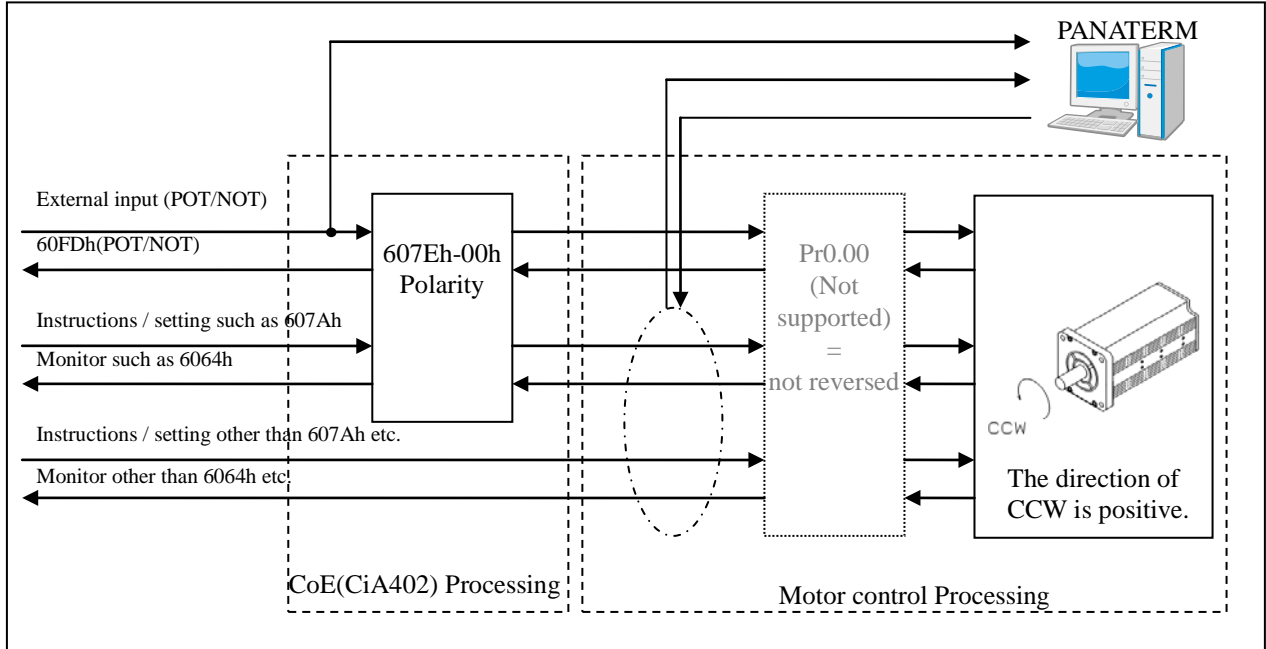 PANATERM
External input (POT/NOT)
60FDh(POT/NOT)
607Eh-00h
Polarity
Instructions / setting such as 607Ah
Monitor such as 6064h
Instructions / setting other than 607Ah etc.
Monitor other than 6064h etc.
Pr0.00
(Not
supported)
=
not reversed
CCW
The direction of
CCW is positive.
CoE(CiA402) Processing
Motor control Processing